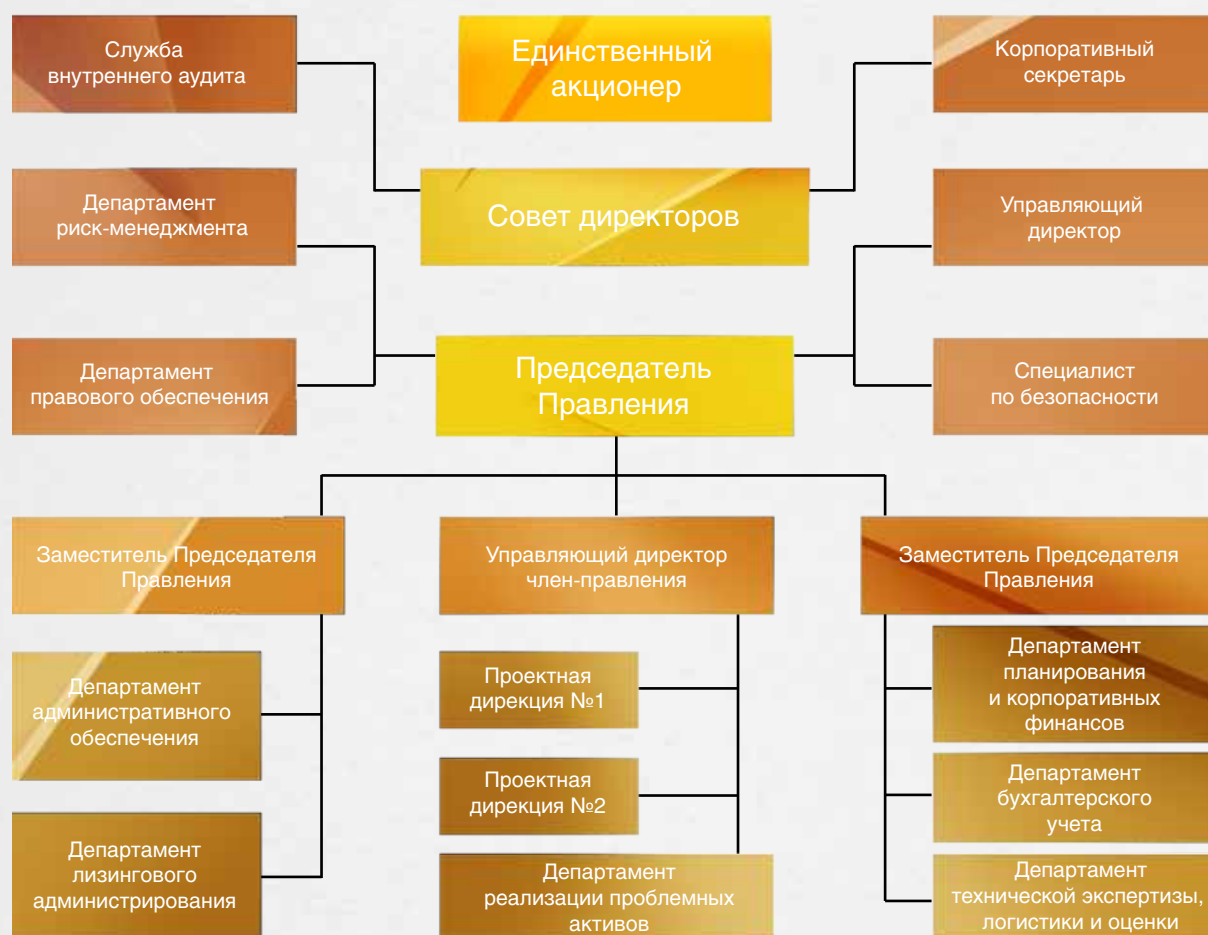 Служба
внутреннего аудита
Единственный
акционер
Корпоративный
секретарь
Департамент
риск-менеджмента
Совет директоров
Управляющий
директор
Департамент
правового обеспечения
Председатель
Правления
Специалист
по безопасности
Заместитель Председателя
Правления
Управляющий директор
член-правления
Заместитель Председателя
Правления
Департамент
административного
обеспечения
Проектная
дирекция №1
Департамент
планирования
и корпоративных
финансов
Проектная
дирекция №2
Департамент
бухгалтерского
учета
Департамент
лизингового
администрирования
Департамент
реализации проблемных
активов
Департамент
технической экспертизы,
логистики и оценки